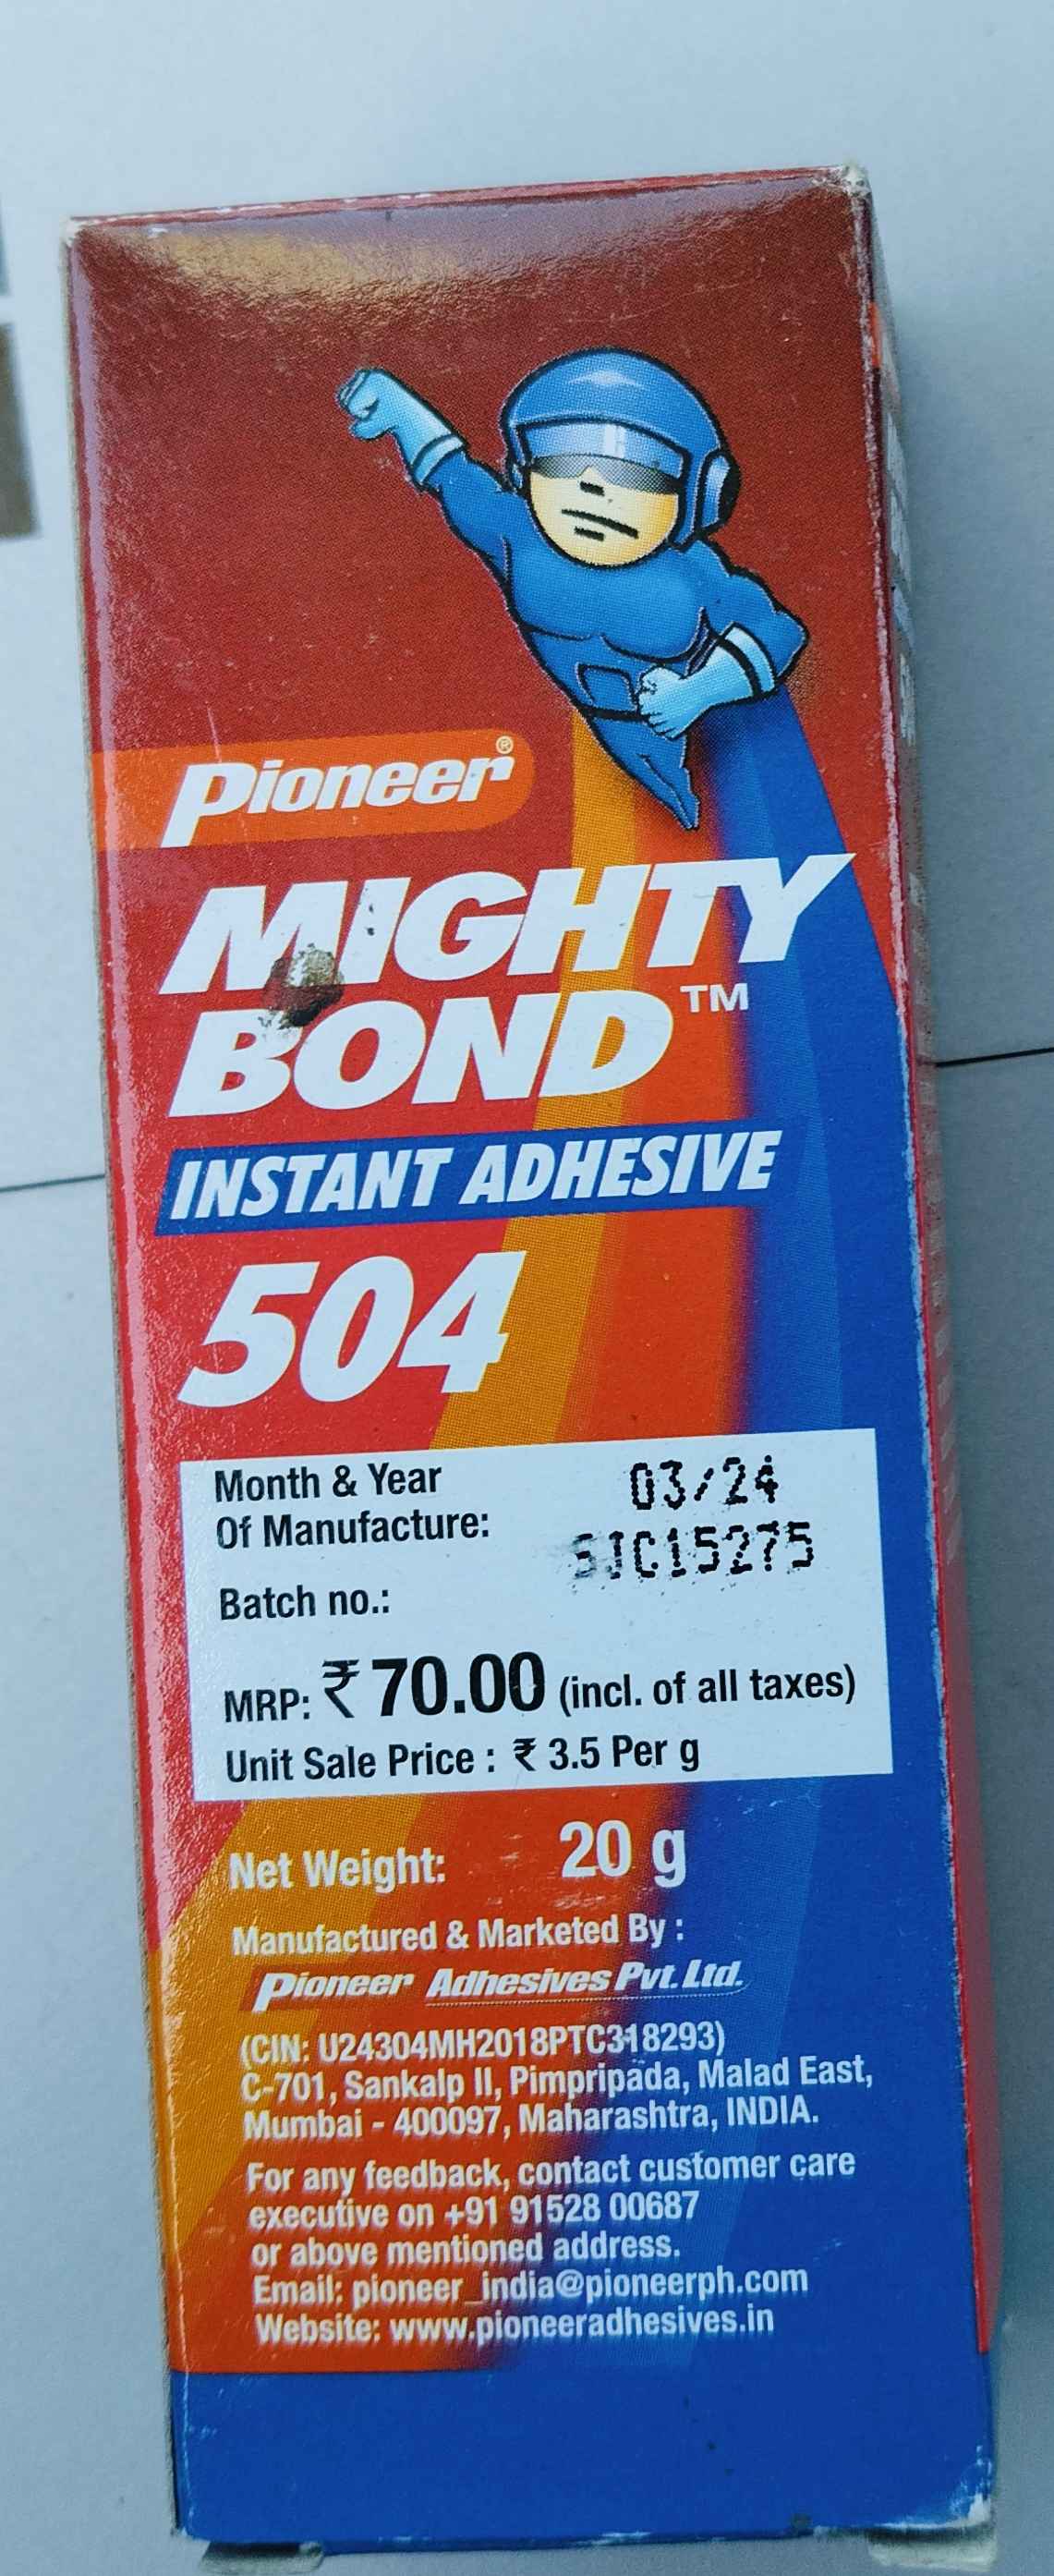 Pioneer®
MIGHTY
BOND™
INSTANT ADHESIVE
504
Month & Year
Of Manufacture: 03/24
SJC15275
Batch no.:
MRP: ₹ 70.00 (incl. of all taxes)
Unit Sale Price : ₹ 3.5 Per g
Net Weight: 20 g
Manufactured & Marketed By :
Pioneer Adhesives Pvt. Ltd.
(CIN: U24304MH2018PTC318293)
C-701, Sankalp II, Pimpripada, Malad East,
Mumbai - 400097, Maharashtra, INDIA.
For any feedback, contact customer care
executive on +91 91528 00687
or above mentioned address.
Email: pioneer_india@pioneerph.com
Website: www.pioneeradhesives.in